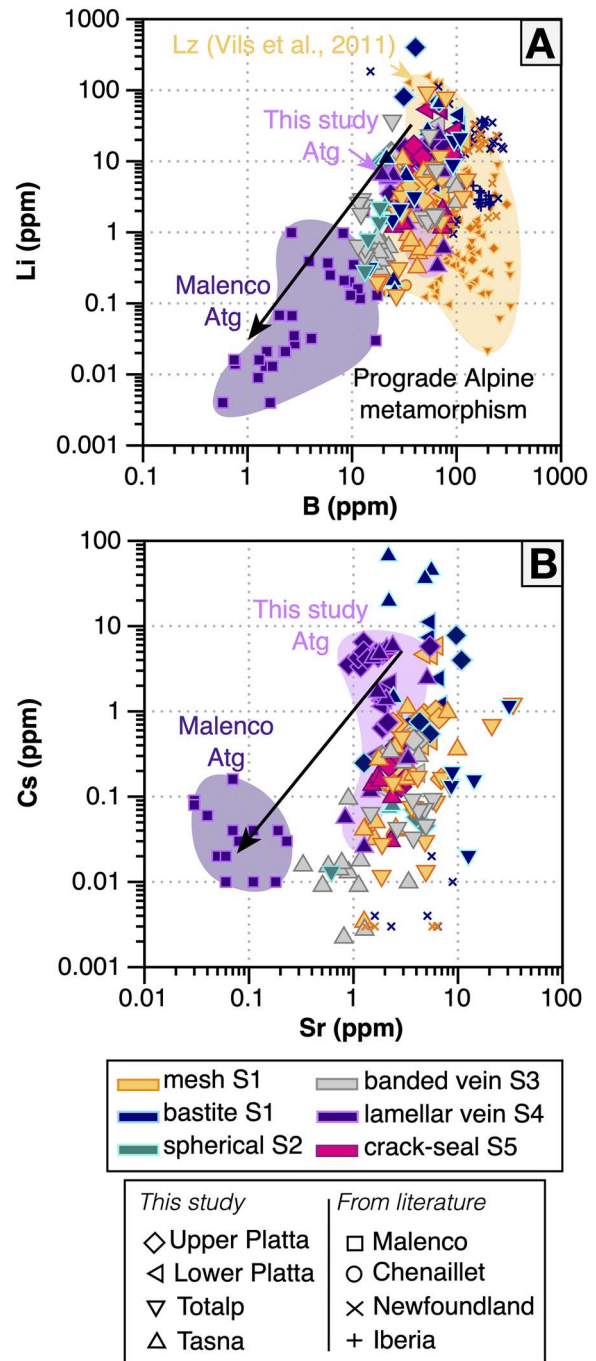 1000
A
Lz (Vils et al., 2011)
100
This study
Atg
10
Li (ppm)
1
Malenco
Atg
0.1
0.01
Prograde Alpine
metamorphism
0.001
0.1
1
10
100
1000
B (ppm)
100
B
This study
Atg
10
Malenco
Atg
1
Cs (ppm)
0.1
0.01
0.001
0.01
0.1
1
10
100
Sr (ppm)
mesh S1
banded vein S3
bastite S1
lamellar vein S4
spherical S2
crack-seal S5
This study
From literature
Upper Platta
Malenco
Lower Platta
Chenaillet
Totalp
Newfoundland
Tasna
Iberia